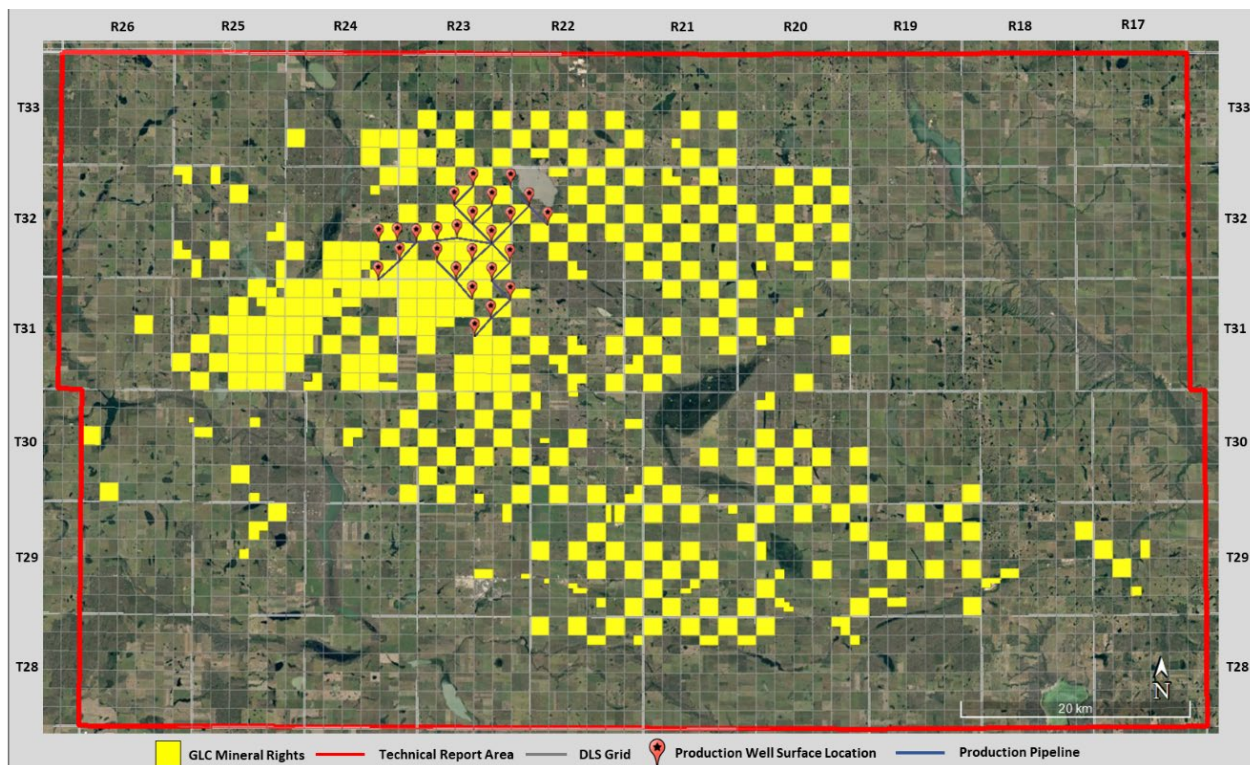 R26 R25 R24 R23 R22 R21 R20 R19 R18 R17
T33 T33
T32 T32
T31 T31
T30 T30
T29 T29
T28 T28
N
20 km
GLC Mineral Rights Technical Report Area DLS Grid Production Well Surface Location Production Pipeline